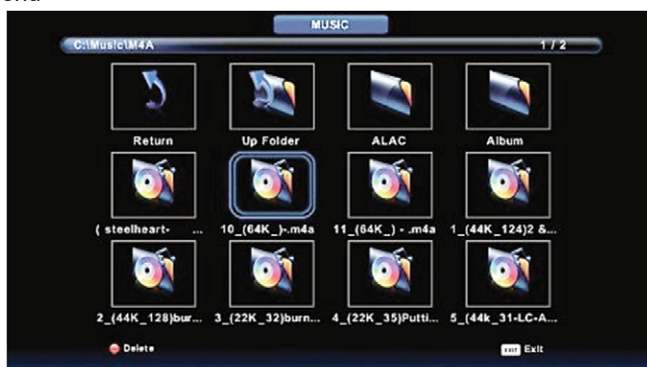 MUSIC
C:\Music\M4A 1 / 2
Return Up Folder ALAC Album
( steelheart- ... 10_(64K_)-.m4a 11_(64K_) - .m4a 1_(44K_124)2 &...
2_(44K_128)bur... 3_(22K_32)burn... 4_(22K_35)Putti... 5_(44k_31-LC-A...
Delete EXIT Exit